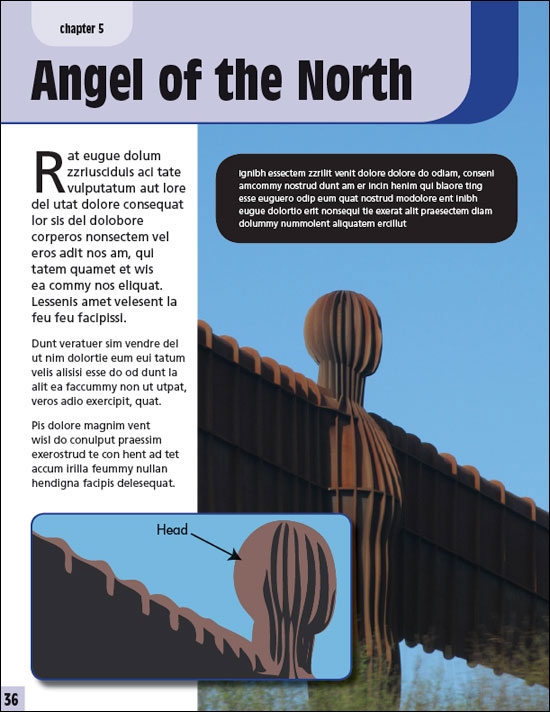 chapter 5
Angel of the North
Rat eugue dolum
zzriusciduis aci tate
vulputatum aut lore
del utat dolore consequat
lor sis del dolobore
corperos nonsectem vel
eros adit nos am, qui
tatem quamet et wis
ea commy nos eliquat.
Lessenis amet velesent la
feu feu facipissi.
Dunt veratuer sim vendre del
ut nim dolortie eum eui tatum
velis alisisi esse do od dunt la
alit ea faccummy non ut utpat,
veros adio exercipit, quat.
Pis dolore magnim vent
wisl do conulput praessim
exerostrud te con hent ad tet
accum irilla feummy nullan
hendigna facipis delesequat.
Ignibh essectem zzrilit venit dolore dolore do odiam, conseni
amcommy nostrud dunt am er incin henim qui blaore ting
esse euguero odip eum quat nostrud modolore ent inibh
eugue dolortio erit nonsequi tie exerat alit praesectem diam
dolummy nummolent aliquatem ercillut
Head
36